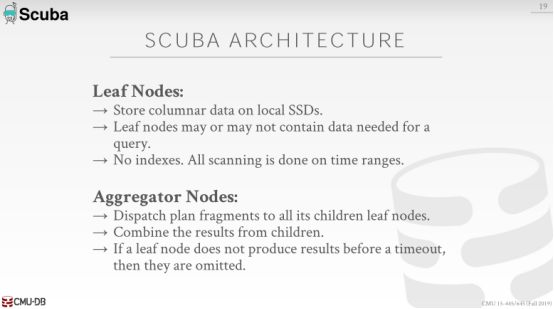 Scuba
19
SCUBA ARCHITECTURE
Leaf Nodes:
→ Store columnar data on local SSDs.
→ Leaf nodes may or may not contain data needed for a
query.
→ No indexes. All scanning is done on time ranges.
Aggregator Nodes:
→ Dispatch plan fragments to all its children leaf nodes.
→ Combine the results from children.
→ If a leaf node does not produce results before a timeout,
then they are omitted.
CMU-DB
CMU 15-445/645 (Fall 2019)